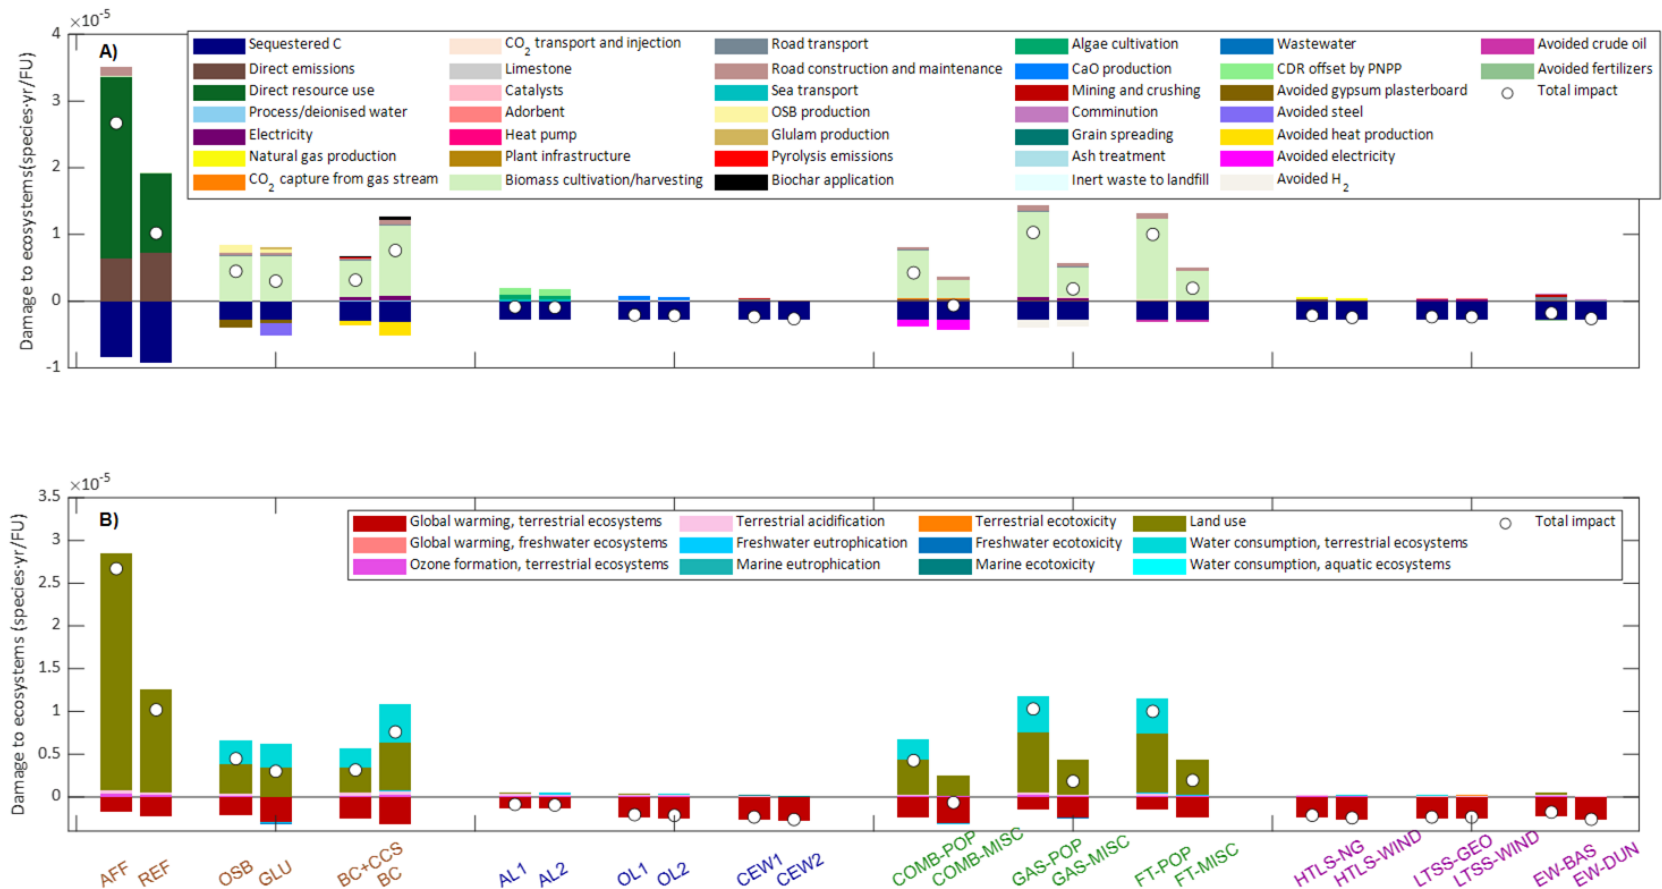 ×10⁻⁵
4
3
2
1
0
-1
Damage to ecosystems(species·yr/FU)
A)
Sequestered C
Direct emissions
Direct resource use
Process/deionised water
Electricity
Natural gas production
CO₂ capture from gas stream
CO₂ transport and injection
Limestone
Catalysts
Adorbent
Heat pump
Plant infrastructure
Biomass cultivation/harvesting
Road transport
Road construction and maintenance
Sea transport
OSB production
Glulam production
Pyrolysis emissions
Biochar application
Algae cultivation
CaO production
Mining and crushing
Comminution
Grain spreading
Ash treatment
Inert waste to landfill
Wastewater
CDR offset by PNPP
Avoided gypsum plasterboard
Avoided steel
Avoided heat production
Avoided electricity
Avoided H₂
Avoided crude oil
Avoided fertilizers
Total impact
×10⁻⁵
3.5
3
2.5
2
1.5
1
0.5
0
Damage to ecosystems (species·yr/FU)
B)
Global warming, terrestrial ecosystems
Global warming, freshwater ecosystems
Ozone formation, terrestrial ecosystems
Terrestrial acidification
Freshwater eutrophication
Marine eutrophication
Terrestrial ecotoxicity
Freshwater ecotoxicity
Marine ecotoxicity
Land use
Water consumption, terrestrial ecosystems
Water consumption, aquatic ecosystems
Total impact
AFF
REF
OSB
GLU
BC+CCS
BC
AL1
AL2
OL1
OL2
CEW1
CEW2
COMB-POP
COMB-MISC
GAS-POP
GAS-MISC
FT-POP
FT-MISC
HTLS-NG
HTLS-WIND
LTSS-GEO
LTSS-WIND
EW-BAS
EW-DUN